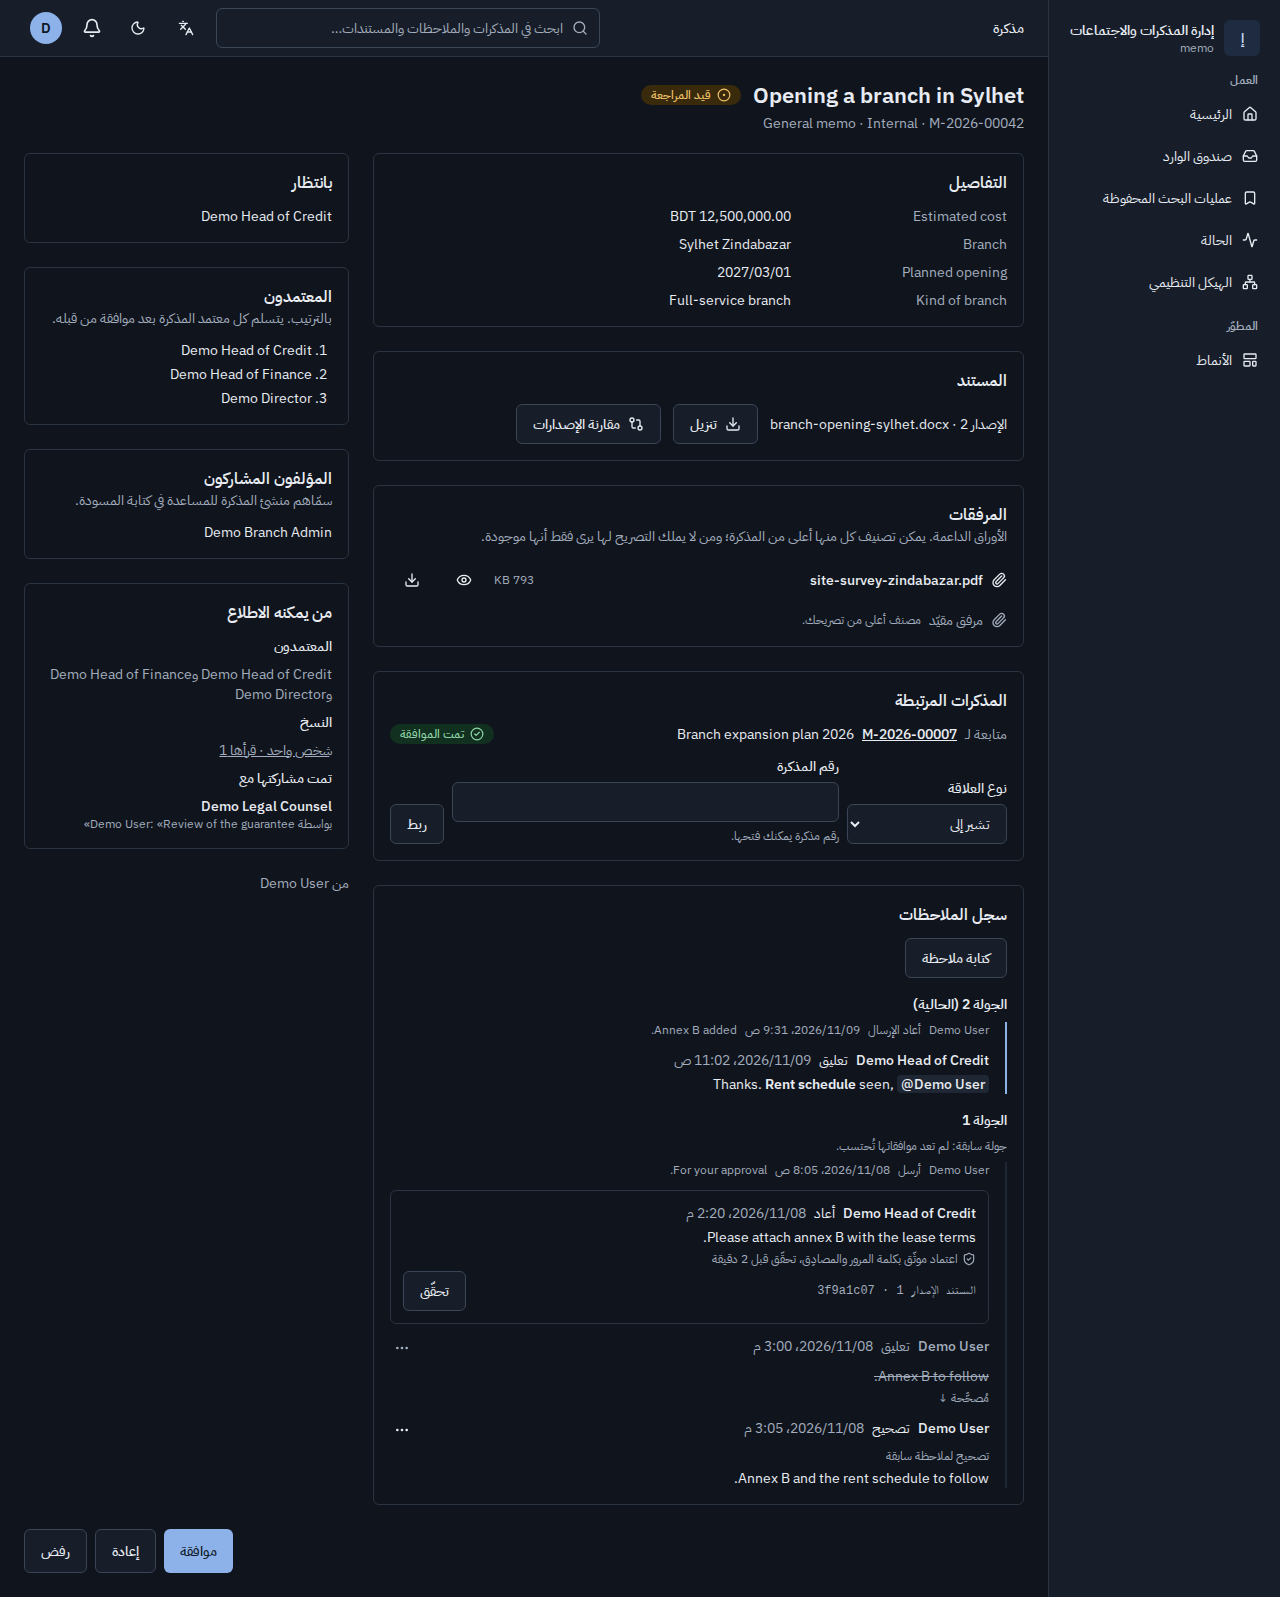 إدارة المذكرات والاجتماعات
memo
إ
العمل
الرئيسية
صندوق الوارد
عمليات البحث المحفوظة
الحالة
الهيكل التنظيمي
المطوّر
الأنماط
مذكرة
ابحث في المذكرات والملاحظات والمستندات...
D
Opening a branch in Sylhet قيد المراجعة
General memo · Internal · M-2026-00042
التفاصيل
Estimated cost BDT 12,500,000.00
Branch Sylhet Zindabazar
Planned opening 2027/03/01
Kind of branch Full-service branch
المستند
الإصدار 2 · branch-opening-sylhet.docx تنزيل مقارنة الإصدارات
المرفقات
الأوراق الداعمة. يمكن تصنيف كل منها أعلى من المذكرة؛ ومن لا يملك التصريح لها يرى فقط أنها موجودة.
site-survey-zindabazar.pdf 793 KB
مرفق مقيّد مصنف أعلى من تصريحك.
المذكرات المرتبطة
متابعة لـ M-2026-00007 Branch expansion plan 2026 تمت الموافقة
نوع العلاقة
تشير إلى
رقم المذكرة
رقم مذكرة يمكنك فتحها.
ربط
سجل الملاحظات
كتابة ملاحظة
الجولة 2 (الحالية)
Demo User أعاد الإرسال 2026/11/09، 9:31 ص Annex B added.
Demo Head of Credit تعليق 2026/11/09، 11:02 ص
Thanks. Rent schedule seen, @Demo User
الجولة 1
جولة سابقة: لم تعد موافقاتها تُحتسب.
Demo User أرسل 2026/11/08، 8:05 ص For your approval.
Demo Head of Credit أعاد 2026/11/08، 2:20 م
Please attach annex B with the lease terms.
اعتماد موثّق بكلمة المرور والمصادِق، تحقّق قبل 2 دقيقة
المستند الإصدار 1 · 3f9a1c07
تحقّق
Demo User تعليق 2026/11/08، 3:00 م
Annex B to follow.
مُصحَّحة ↓
Demo User تصحيح 2026/11/08، 3:05 م
تصحيح لملاحظة سابقة
Annex B and the rent schedule to follow.
بانتظار
Demo Head of Credit
المعتمدون
بالترتيب. يتسلم كل معتمد المذكرة بعد موافقة من قبله.
1. Demo Head of Credit
2. Demo Head of Finance
3. Demo Director
المؤلفون المشاركون
سمّاهم منشئ المذكرة للمساعدة في كتابة المسودة.
Demo Branch Admin
من يمكنه الاطلاع
المعتمدون
Demo Head of Credit وDemo Head of Finance
وDemo Director
النسخ
شخص واحد · قرأها 1
تمت مشاركتها مع
Demo Legal Counsel
بواسطة Demo User: «Review of the guarantee»
من Demo User
موافقة
إعادة
رفض